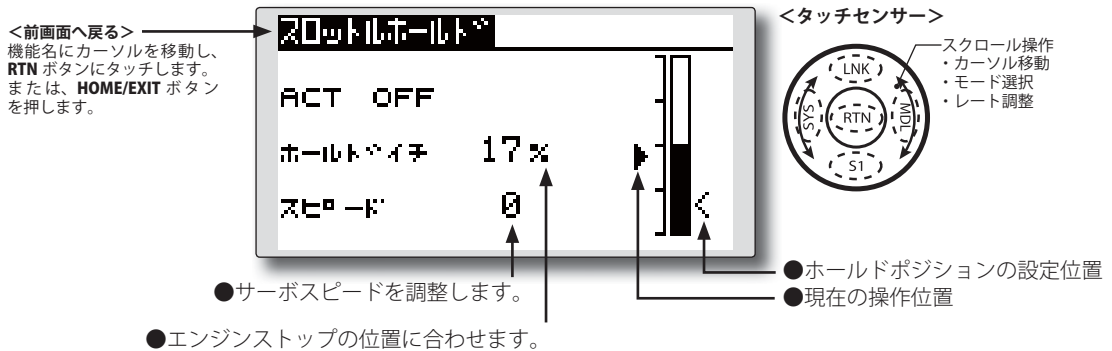 ＜前画面へ戻る＞
機能名にカーソルを移動し、
RTN ボタンにタッチします。
または、HOME/EXIT ボタン
を押します。
スロットルホールド
ACT OFF
ホールドイチ 17%
スピード 0
＜タッチセンサー＞
スクロール操作
・カーソル移動
・モード選択
・レート調整
LNK
SYS
RTN
MDL
S1
●ホールドポジションの設定位置
●サーボスピードを調整します。
●現在の操作位置
●エンジンストップの位置に合わせます。